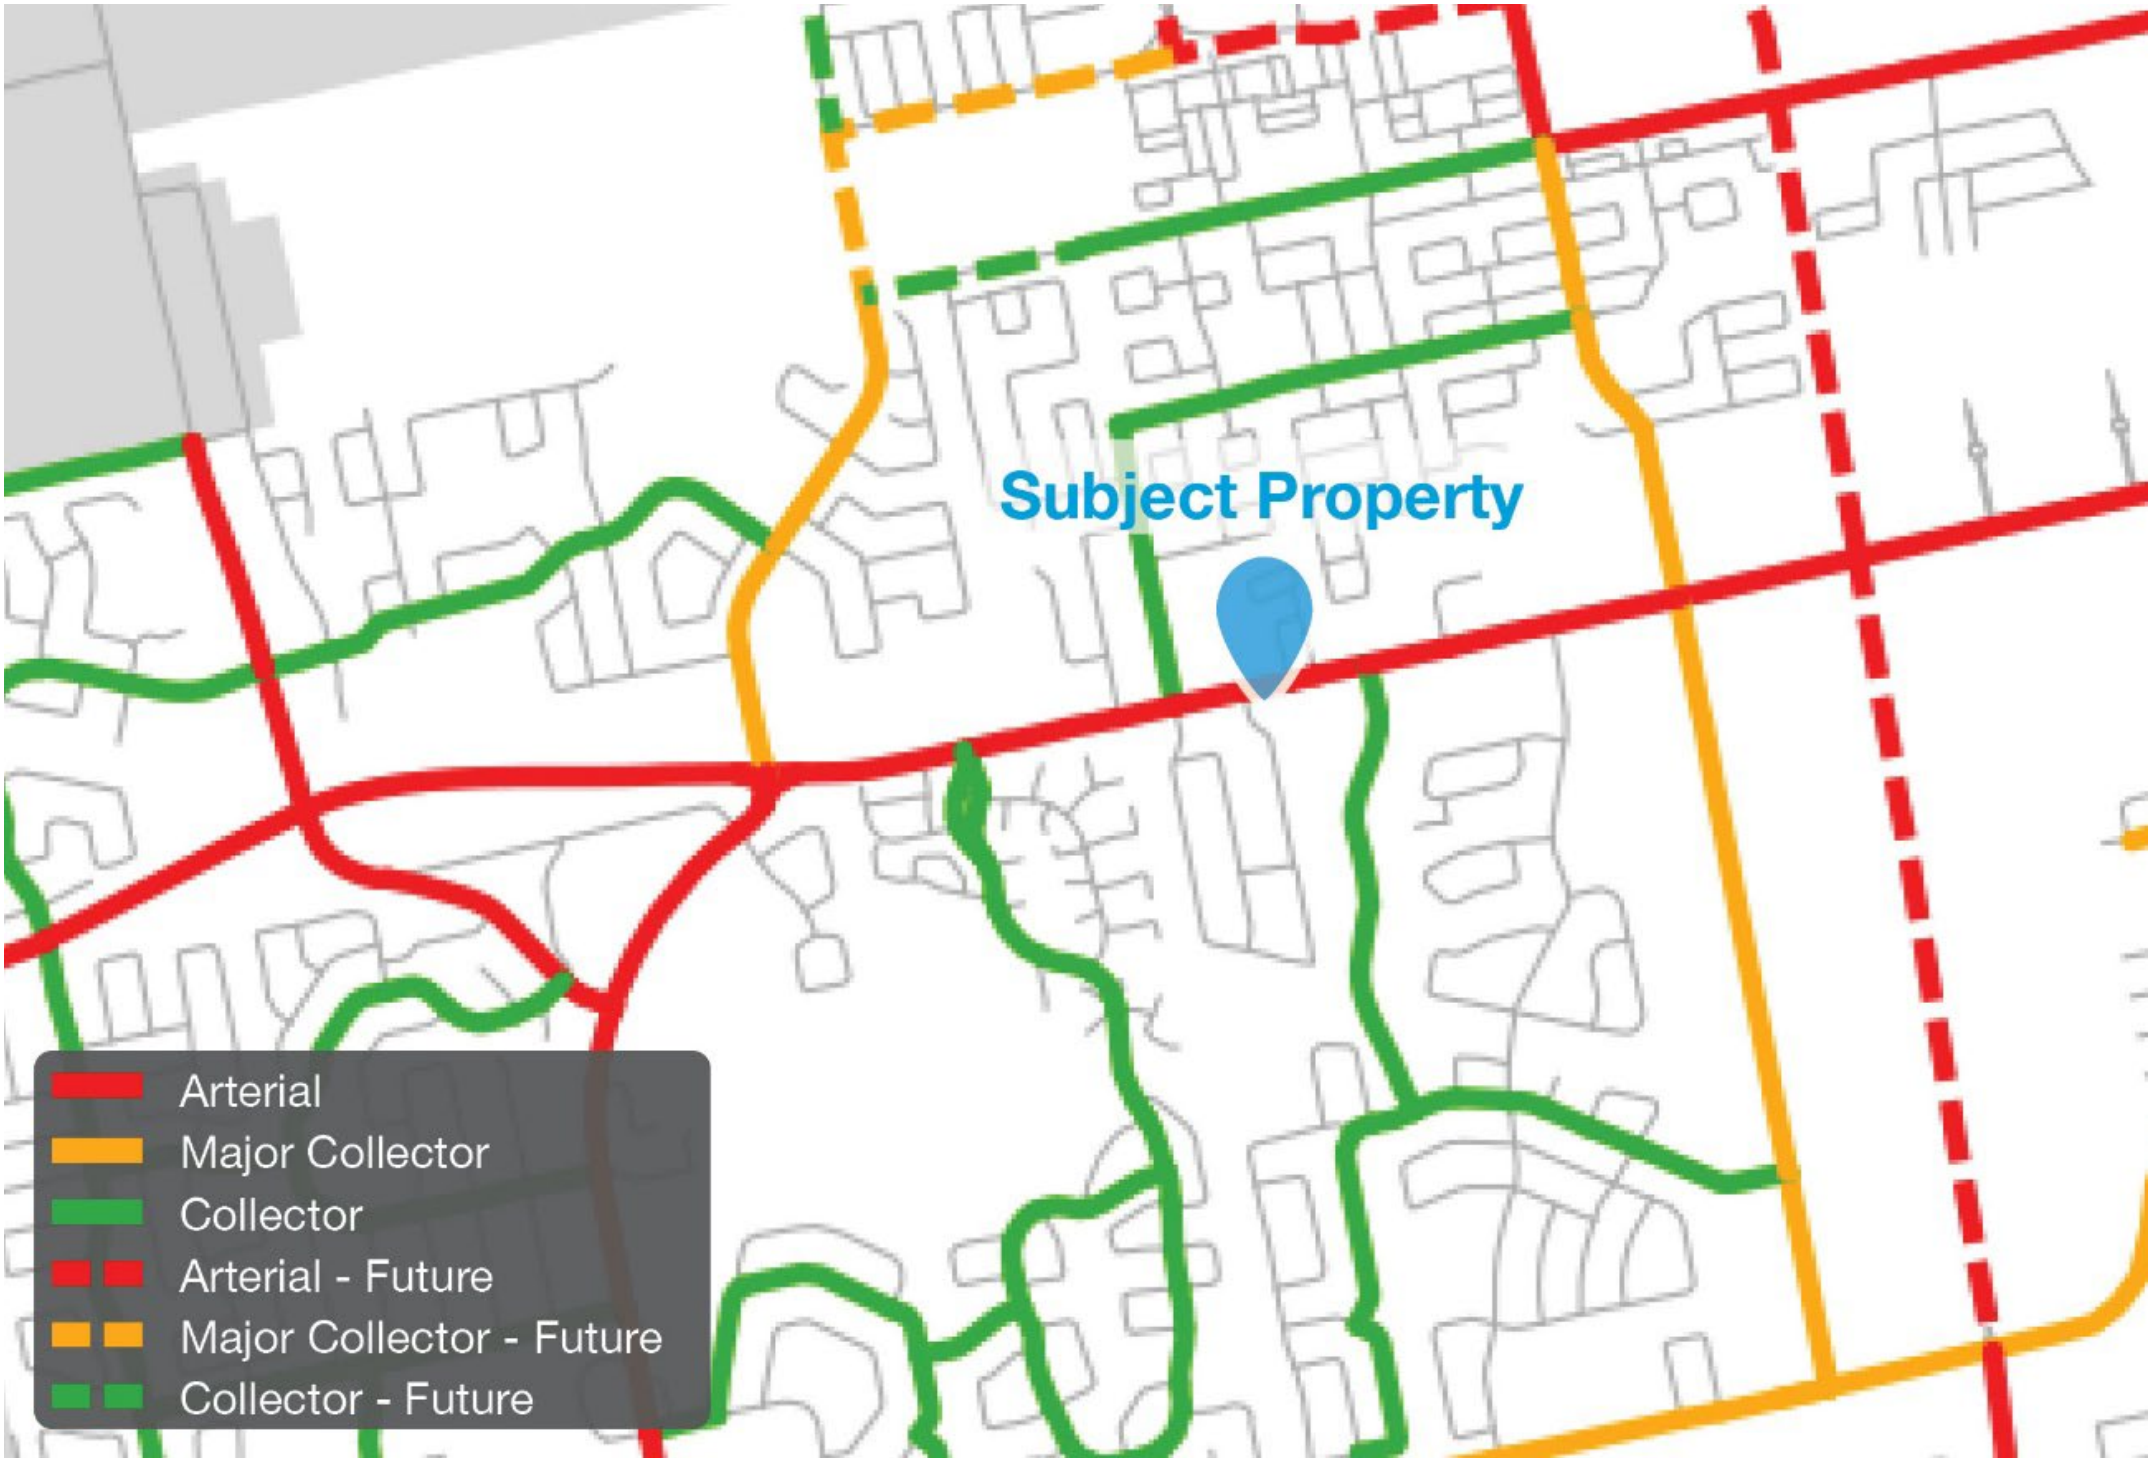 Subject Property
Arterial
Major Collector
Collector
Arterial - Future
Major Collector - Future
Collector - Future